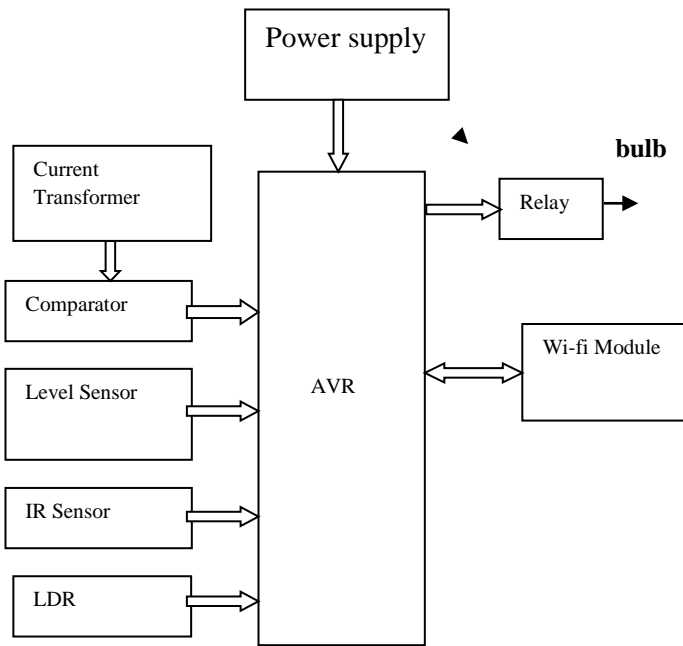 Power supply
bulb
Current
Transformer
Relay
Comparator
Wi-fi Module
Level Sensor
AVR
IR Sensor
LDR